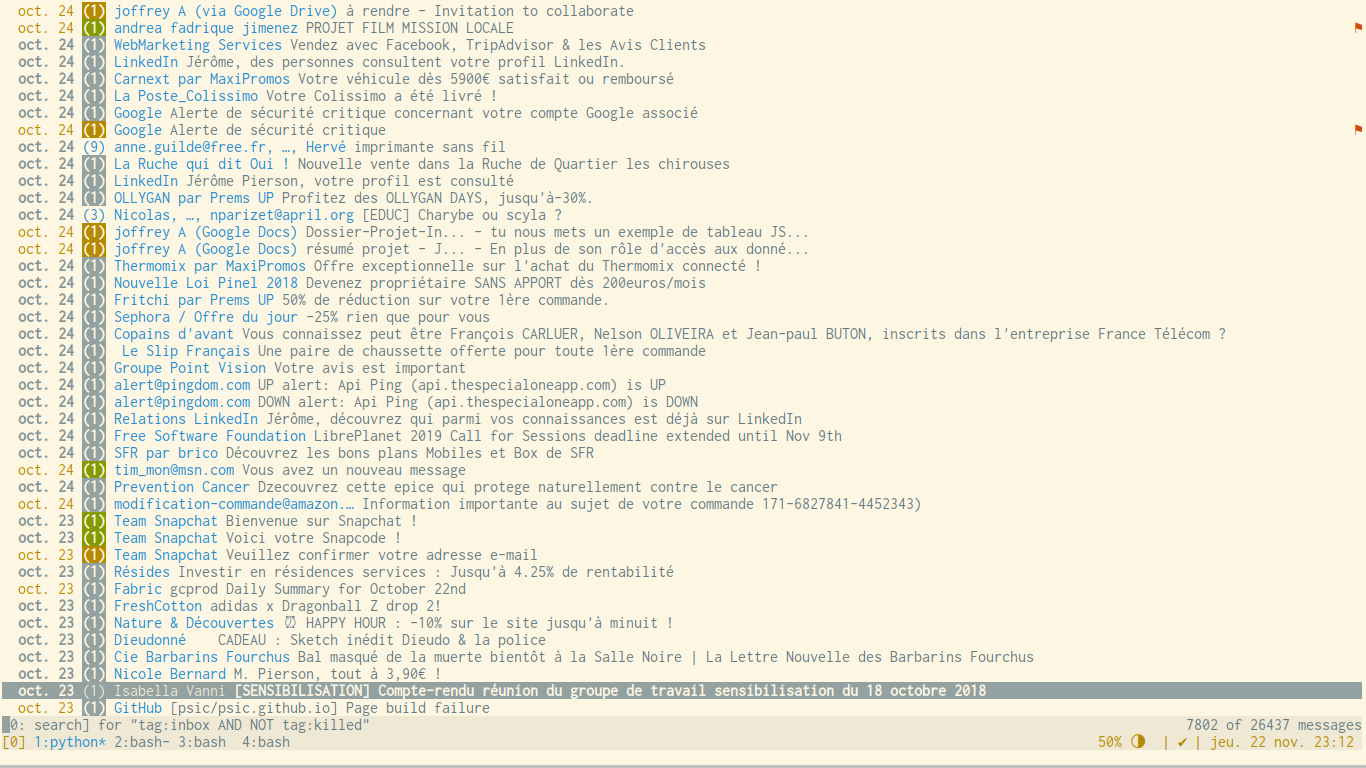 oct. 24 (1) joffrey A (via Google Drive) à rendre - Invitation to collaborate
oct. 24 (1) andrea fadrique jimenez PROJET FILM MISSION LOCALE
oct. 24 (1) WebMarketing Services Vendez avec Facebook, TripAdvisor & les Avis Clients
oct. 24 (1) LinkedIn Jérôme, des personnes consultent votre profil LinkedIn.
oct. 24 (1) Carnext par MaxiPromos Votre véhicule dès 5900€ satisfait ou remboursé
oct. 24 (1) La Poste_Colissimo Votre Colissimo a été livré !
oct. 24 (1) Google Alerte de sécurité critique concernant votre compte Google associé
oct. 24 (1) Google Alerte de sécurité critique
oct. 24 (9) anne.guilde@free.fr, …, Hervé imprimante sans fil
oct. 24 (1) La Ruche qui dit Oui ! Nouvelle vente dans la Ruche de Quartier les chirouses
oct. 24 (1) LinkedIn Jérôme Pierson, votre profil est consulté
oct. 24 (1) OLLYGAN par Prems UP Profitez des OLLYGAN DAYS, jusqu'à-30%.
oct. 24 (3) Nicolas, …, nparizet@april.org [EDUC] Charybe ou scyla ?
oct. 24 (1) joffrey A (Google Docs) Dossier-Projet-In... - tu nous mets un exemple de tableau JS...
oct. 24 (1) joffrey A (Google Docs) résumé projet - J... - En plus de son rôle d'accès aux donné...
oct. 24 (1) Thermomix par MaxiPromos Offre exceptionnelle sur l'achat du Thermomix connecté !
oct. 24 (1) Nouvelle Loi Pinel 2018 Devenez propriétaire SANS APPORT dès 200euros/mois
oct. 24 (1) Fritchi par Prems UP 50% de réduction sur votre 1ère commande.
oct. 24 (1) Sephora / Offre du jour -25% rien que pour vous
oct. 24 (1) Copains d'avant Vous connaissez peut être François CARLUER, Nelson OLIVEIRA et Jean-paul BUTON, inscrits dans l'entreprise France Télécom ?
oct. 24 (1) Le Slip Français Une paire de chaussette offerte pour toute 1ère commande
oct. 24 (1) Groupe Point Vision Votre avis est important
oct. 24 (1) alert@pingdom.com UP alert: Api Ping (api.thespecialoneapp.com) is UP
oct. 24 (1) alert@pingdom.com DOWN alert: Api Ping (api.thespecialoneapp.com) is DOWN
oct. 24 (1) Relations LinkedIn Jérôme, découvrez qui parmi vos connaissances est déjà sur LinkedIn
oct. 24 (1) Free Software Foundation LibrePlanet 2019 Call for Sessions deadline extended until Nov 9th
oct. 24 (1) SFR par brico Découvrez les bons plans Mobiles et Box de SFR
oct. 24 (1) tim_mon@msn.com Vous avez un nouveau message
oct. 24 (1) Prevention Cancer Dzecouvrez cette epice qui protege naturellement contre le cancer
oct. 24 (1) modification-commande@amazon.… Information importante au sujet de votre commande 171-6827841-4452343)
oct. 23 (1) Team Snapchat Bienvenue sur Snapchat !
oct. 23 (1) Team Snapchat Voici votre Snapcode !
oct. 23 (1) Team Snapchat Veuillez confirmer votre adresse e-mail
oct. 23 (1) Résides Investir en résidences services : Jusqu'à 4.25% de rentabilité
oct. 23 (1) Fabric gcprod Daily Summary for October 22nd
oct. 23 (1) FreshCotton adidas x Dragonball Z drop 2!
oct. 23 (1) Nature & Découvertes ⏰ HAPPY HOUR : -10% sur le site jusqu'à minuit !
oct. 23 (1) Dieudonné CADEAU : Sketch inédit Dieudo & la police
oct. 23 (1) Cie Barbarins Fourchus Bal masqué de la muerte bientôt à la Salle Noire | La Lettre Nouvelle des Barbarins Fourchus
oct. 23 (1) Nicole Bernard M. Pierson, tout à 3,90€ !
oct. 23 (1) Isabella Vanni [SENSIBILISATION] Compte-rendu réunion du groupe de travail sensibilisation du 18 octobre 2018
oct. 23 (1) GitHub [psic/psic.github.io] Page build failure
0: search] for "tag:inbox AND NOT tag:killed" 7802 of 26437 messages
[0] 1:python* 2:bash- 3:bash 4:bash 50% ◑ | ✔ | jeu. 22 nov. 23:12